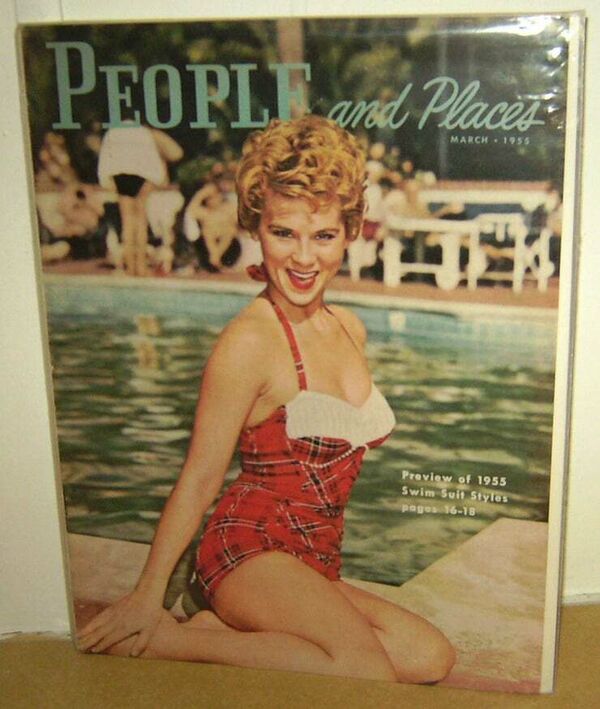 PEOPLE and Places
MARCH • 1955
Preview of 1955
Swim Suit Styles
pages 16-18